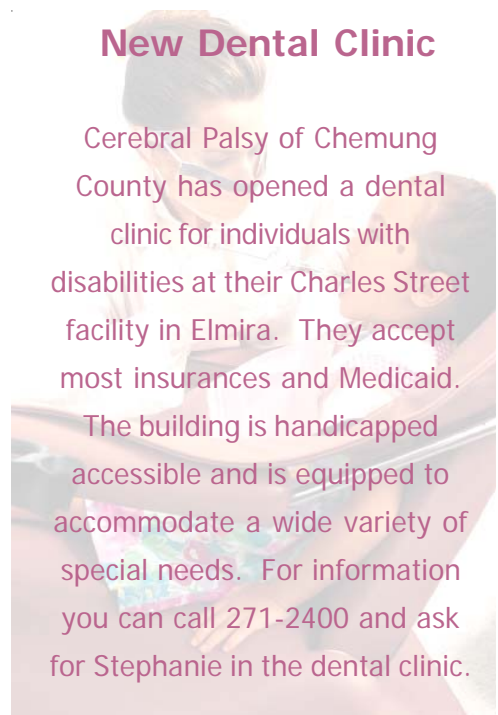 New Dental Clinic
Cerebral Palsy of Chemung
County has opened a dental
clinic for individuals with
disabilities at their Charles Street
facility in Elmira.  They accept
most insurances and Medicaid.
The building is handicapped
accessible and is equipped to
accommodate a wide variety of
special needs.  For information
you can call 271-2400 and ask
for Stephanie in the dental clinic.